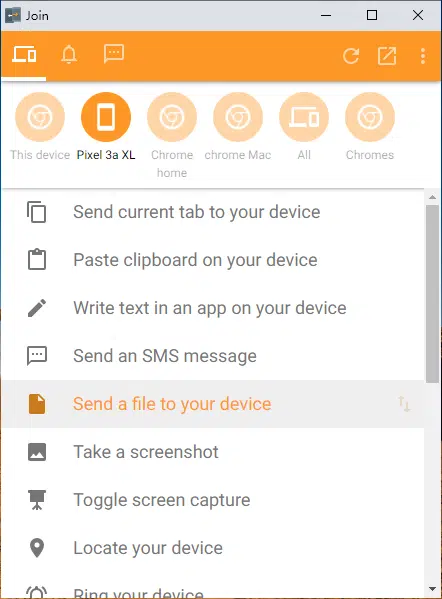 Join
This device
Pixel 3a XL
Chrome
home
chrome Mac
All
Chromes
Send current tab to your device
Paste clipboard on your device
Write text in an app on your device
Send an SMS message
Send a file to your device
Take a screenshot
Toggle screen capture
Locate your device
Ring your device